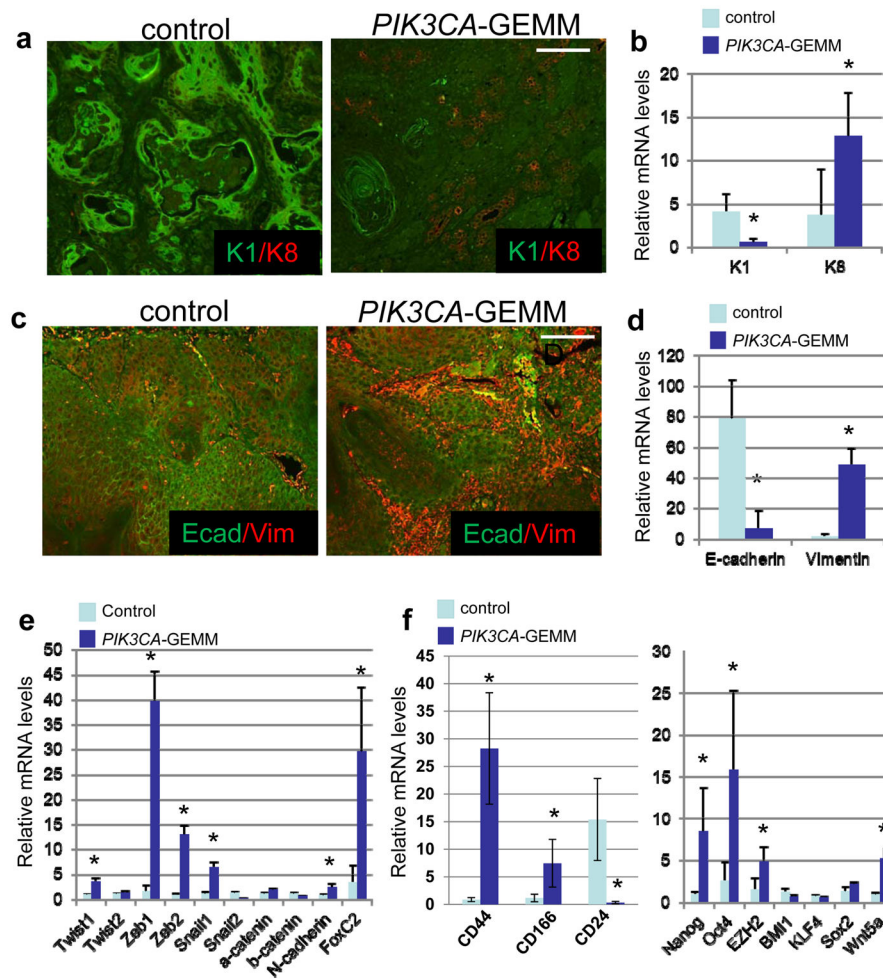 a
control
PIK3CA-GEMM
K1/K8
K1/K8
b
control
PIK3CA-GEMM
Relative mRNA levels
20
15
10
5
0
*
*
K1
K8
c
control
PIK3CA-GEMM
Ecad/Vim
Ecad/Vim
d
control
PIK3CA-GEMM
Relative mRNA levels
120
100
80
60
40
20
0
*
*
E-cadherin
Vimentin
e
Control
PIK3CA-GEMM
Relative mRNA levels
50
45
40
35
30
25
20
15
10
5
0
*
*
*
*
*
*
Twist1
Twist2
Zeb1
Zeb2
Snail1
Snail2
a-catenin
b-catenin
N-cadherin
FoxC2
f
control
PIK3CA-GEMM
Relative mRNA levels
45
40
35
30
25
20
15
10
5
0
*
*
*
CD44
CD166
CD24
30
25
20
15
10
5
0
*
*
*
*
Nanog
Oct4
EZH2
BMI1
KLF4
Sox2
Wnt5a